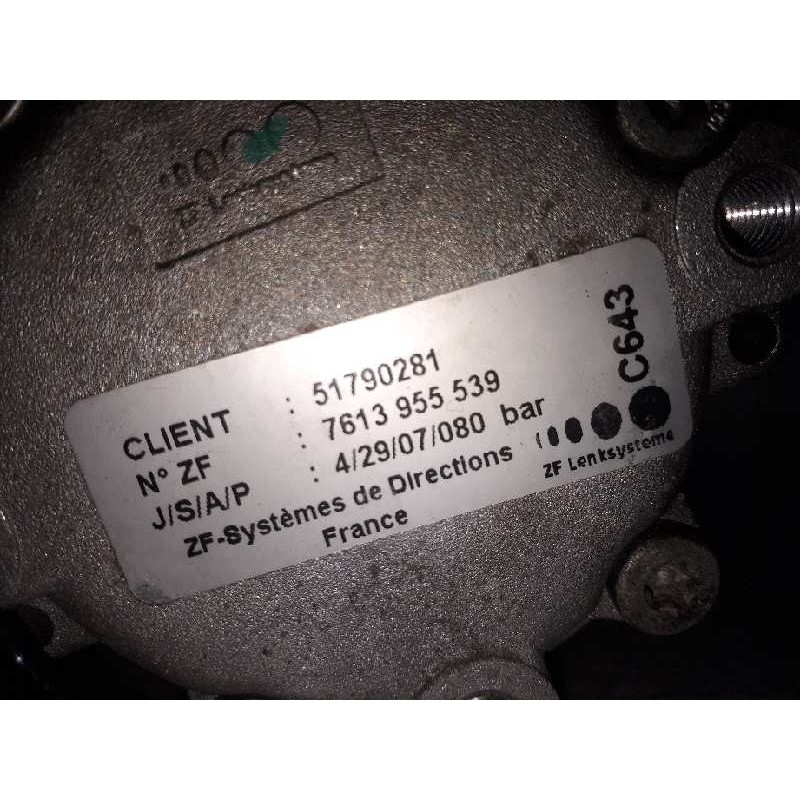 C643
CLIENT : 51790281
N° ZF : 7613 955 539
J/S/A/P : 4/29/07/080 bar
ZF-Systèmes de Directions
France
ZF Lenksysteme